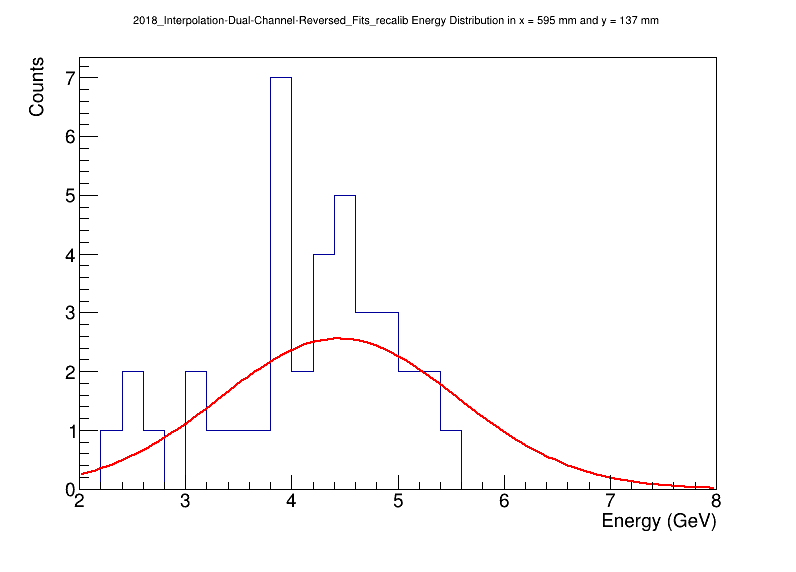 2018_Interpolation-Dual-Channel-Reversed_Fits_recalib Energy Distribution in x = 595 mm and y = 137 mm
Counts
7
6
5
4
3
2
1
0
2 3 4 5 6 7 8
Energy (GeV)